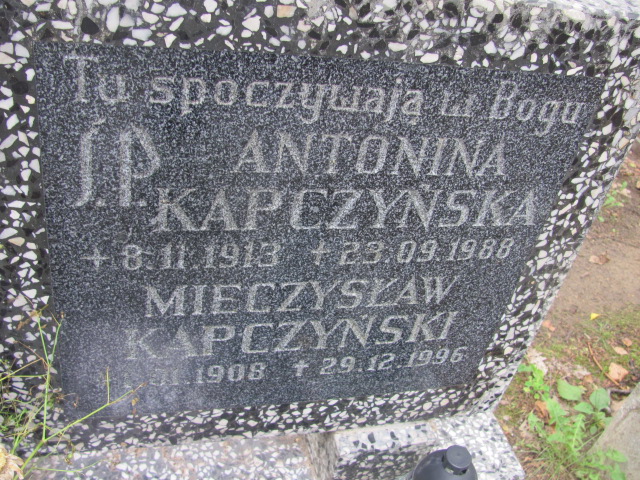 Tu spoczywają w Bogu
Ś.P. ANTONINA
KAPCZYŃSKA
+ 8.11.1913 + 23.09.1988
MIECZYSŁAW
KAPCZYŃSKI
1908 + 29.12.1996